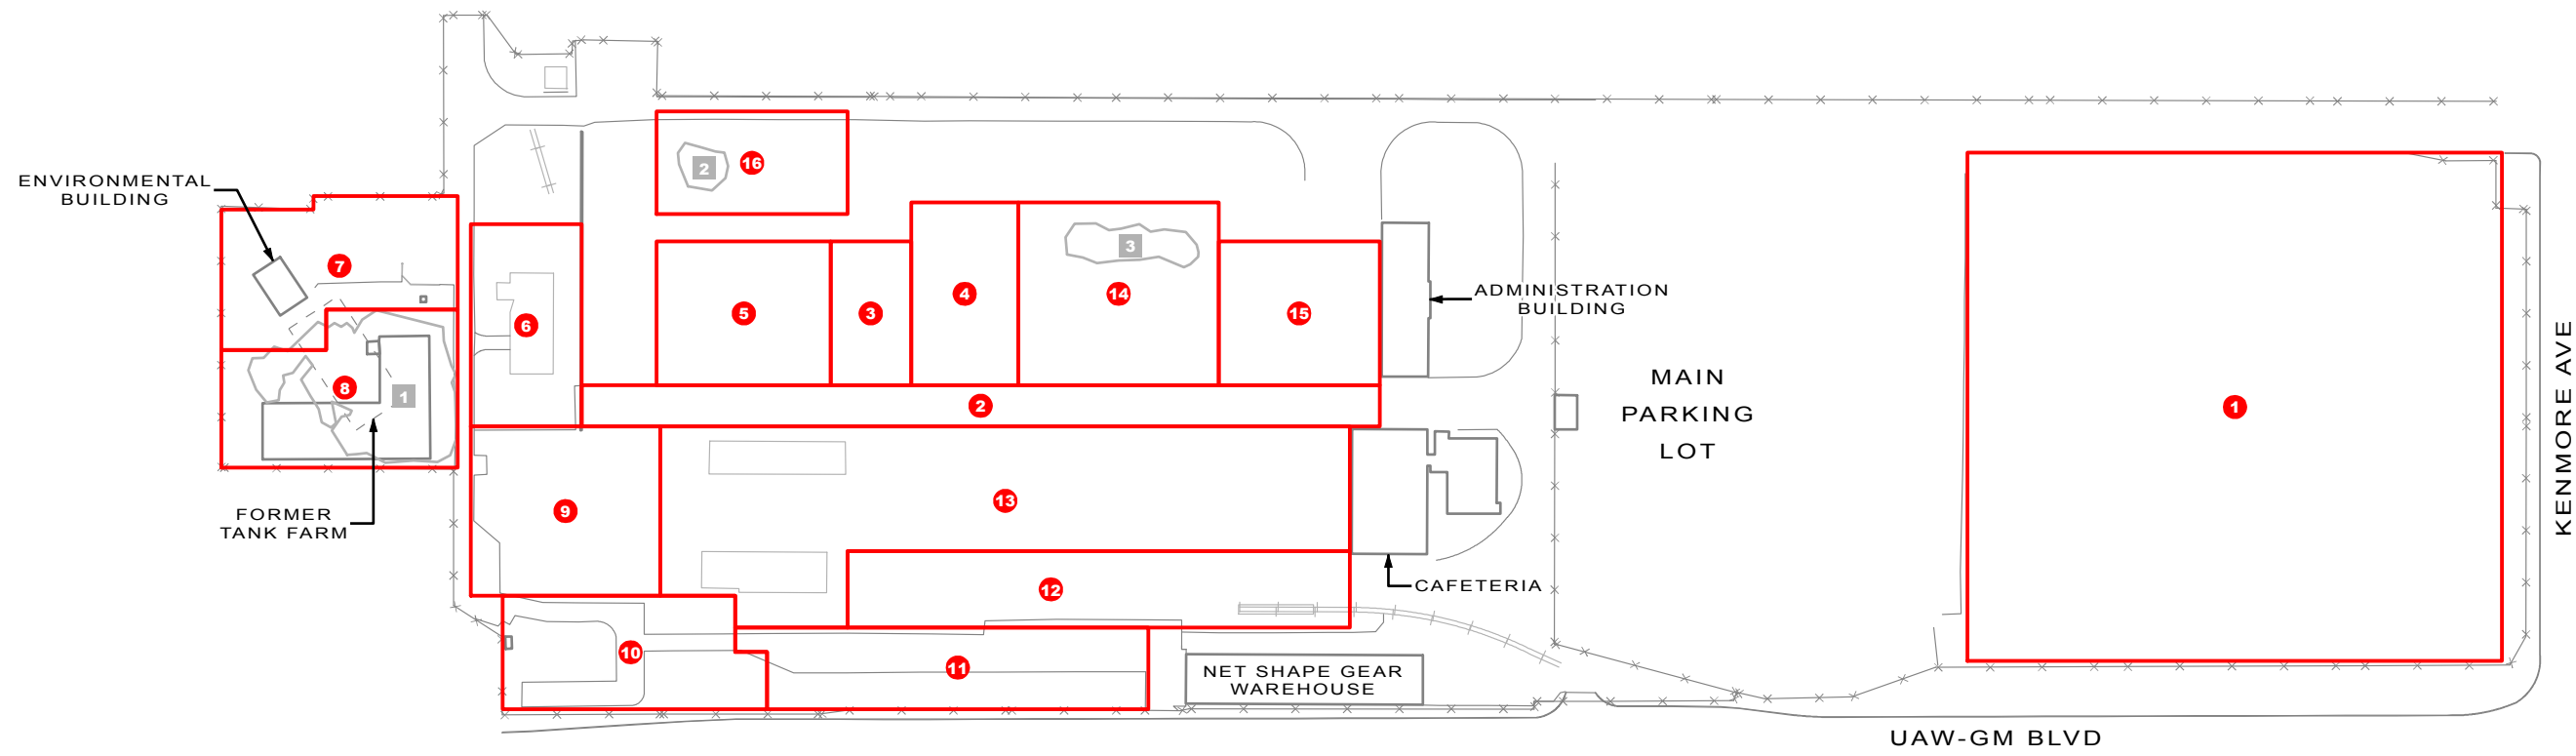 2
16
ENVIRONMENTAL
BUILDING
7
3
6
5
3
4
14
15
ADMINISTRATION
BUILDING
8
1
2
MAIN
PARKING
LOT
1
KENMORE AVE
FORMER
TANK FARM
9
13
12
CAFETERIA
10
11
NET SHAPE GEAR
WAREHOUSE
UAW-GM BLVD